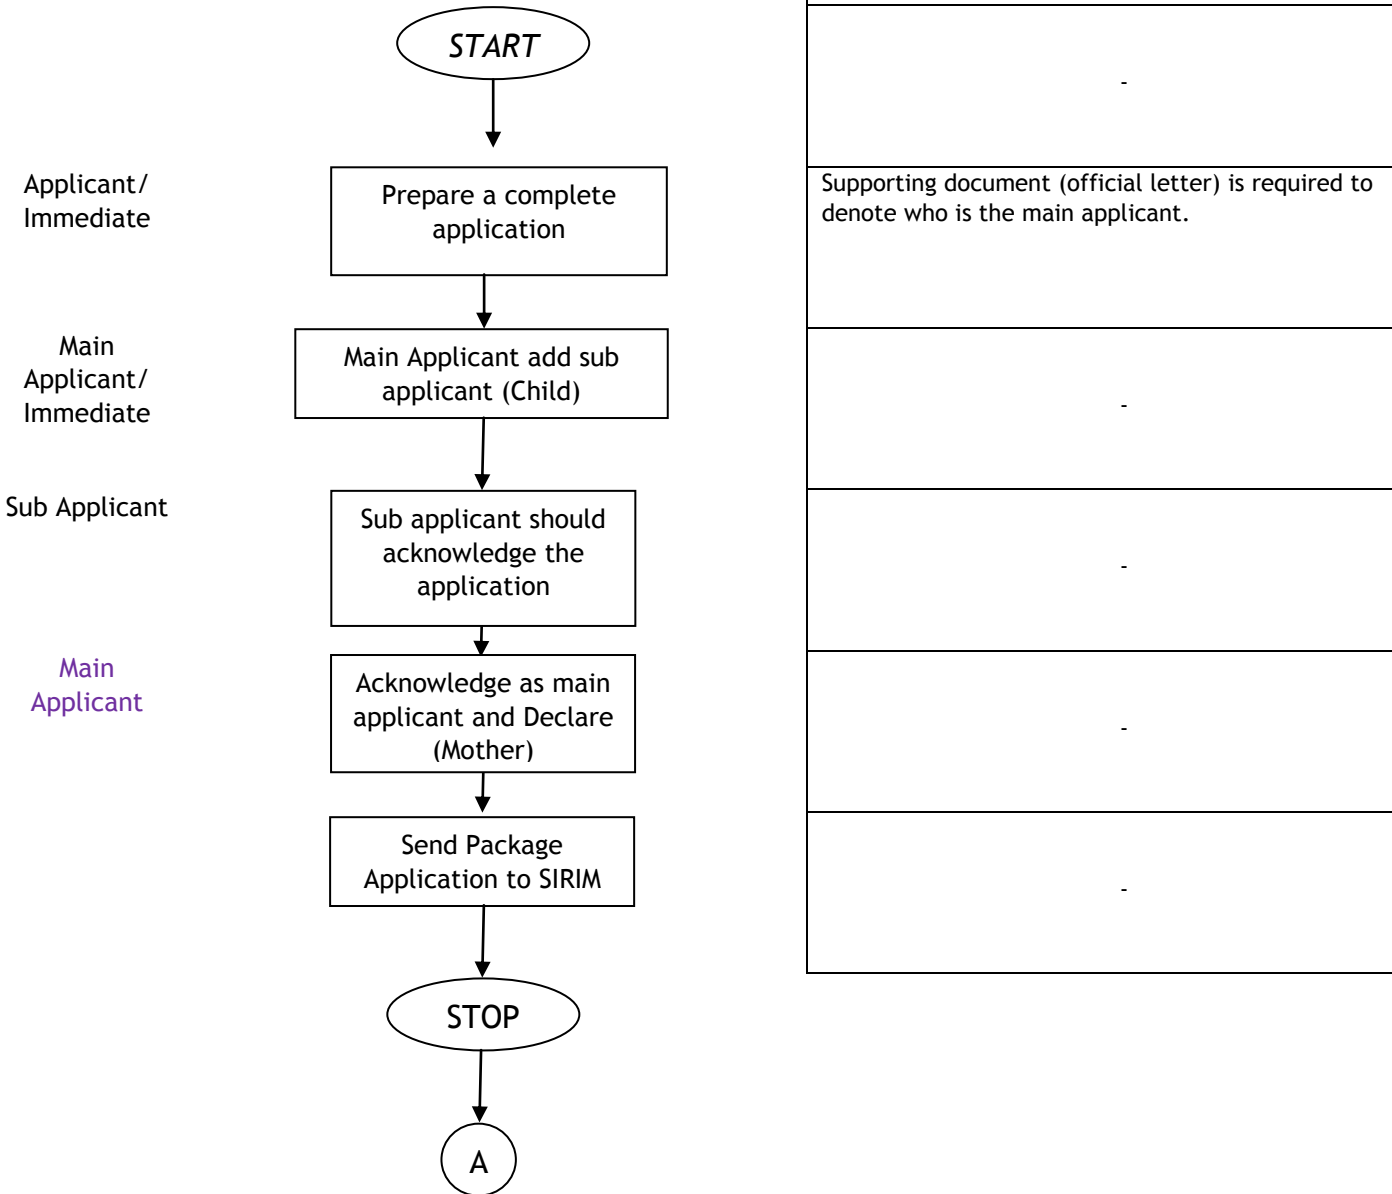 START
-
Applicant/
Immediate
Prepare a complete
application
Supporting document (official letter) is required to
denote who is the main applicant.
Main
Applicant/
Immediate
Main Applicant add sub
applicant (Child)
-
Sub Applicant
Sub applicant should
acknowledge the
application
-
Main
Applicant
Acknowledge as main
applicant and Declare
(Mother)
-
Send Package
Application to SIRIM
-
STOP
A